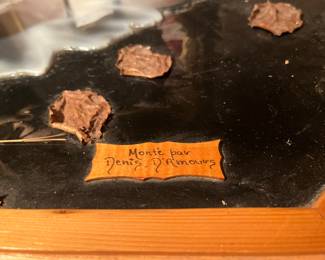 Monté par
Denis D'Amours